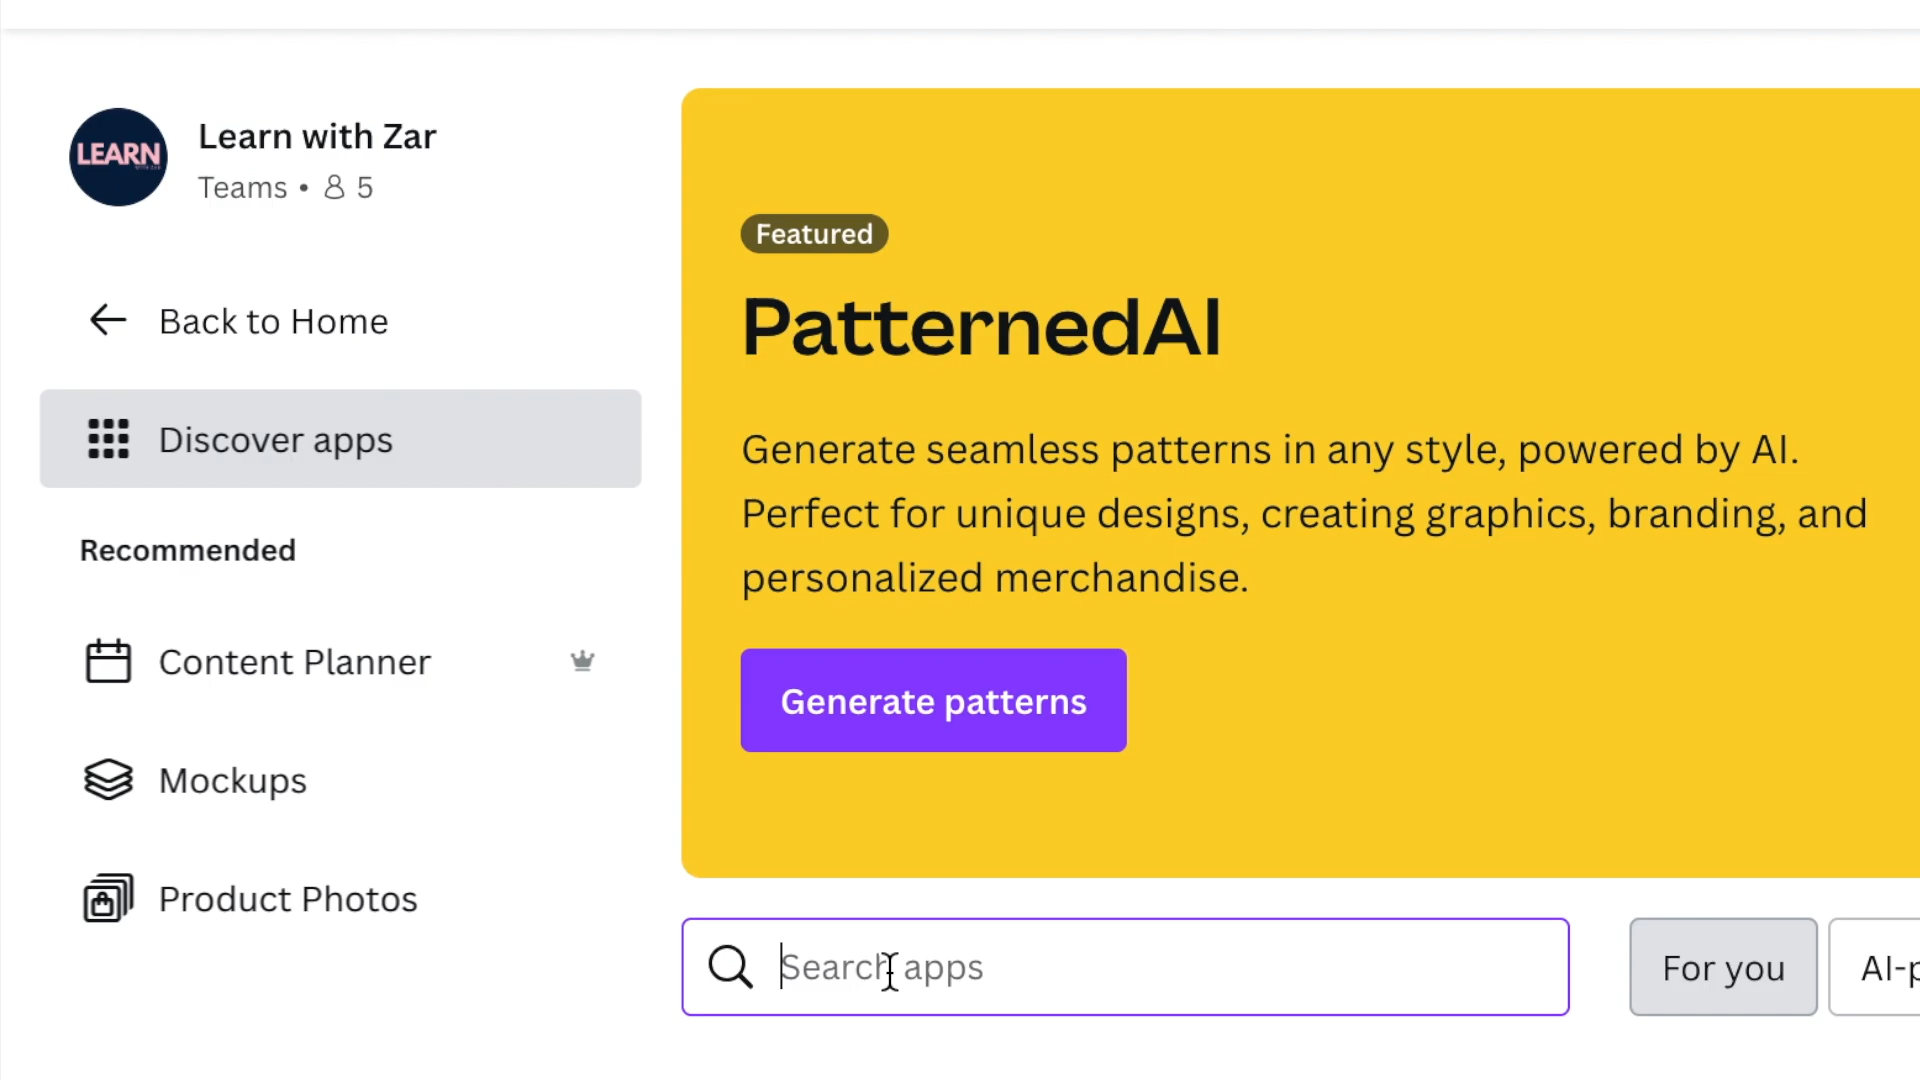 LEARN
Learn with Zar
Teams • 5
Back to Home
Discover apps
Recommended
Content Planner
Mockups
Product Photos
Featured
PatternedAI
Generate seamless patterns in any style, powered by AI.
Perfect for unique designs, creating graphics, branding, and
personalized merchandise.
Generate patterns
Search apps
For you
AI-p